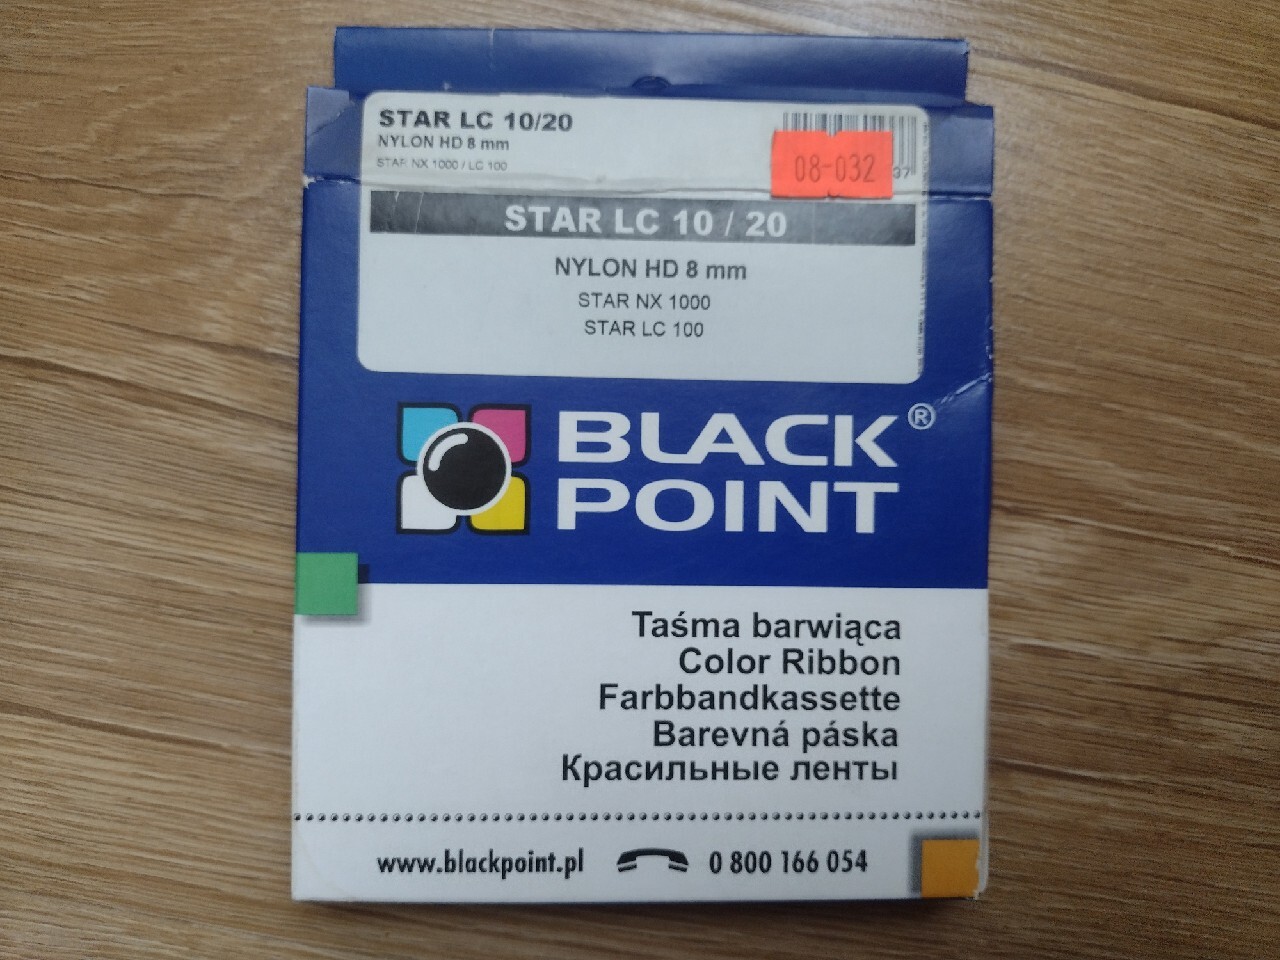 STAR LC 10/20
NYLON HD 8 mm
STAR NX 1000 / LC 100
08-032
37
STAR LC 10 / 20
NYLON HD 8 mm
STAR NX 1000
STAR LC 100
BLACK®
POINT
Taśma barwiąca
Color Ribbon
Farbbandkassette
Barevná páska
Красильные ленты
www.blackpoint.pl 0 800 166 054